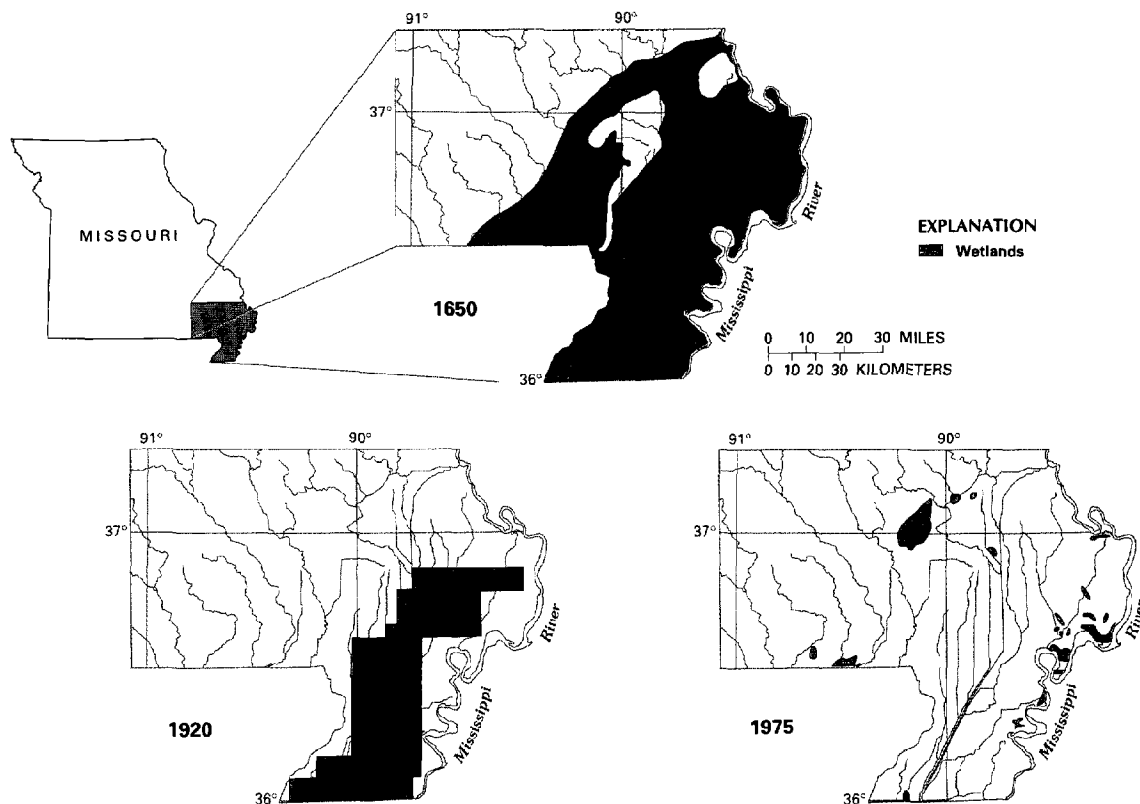 91°
90°
37°
MISSOURI
River
EXPLANATION
Wetlands
1650
Mississippi
0 10 20 30 MILES
0 10 20 30 KILOMETERS
36°
91°
90°
37°
River
1920
Mississippi
36°
91°
90°
37°
River
1975
Mississippi
36°